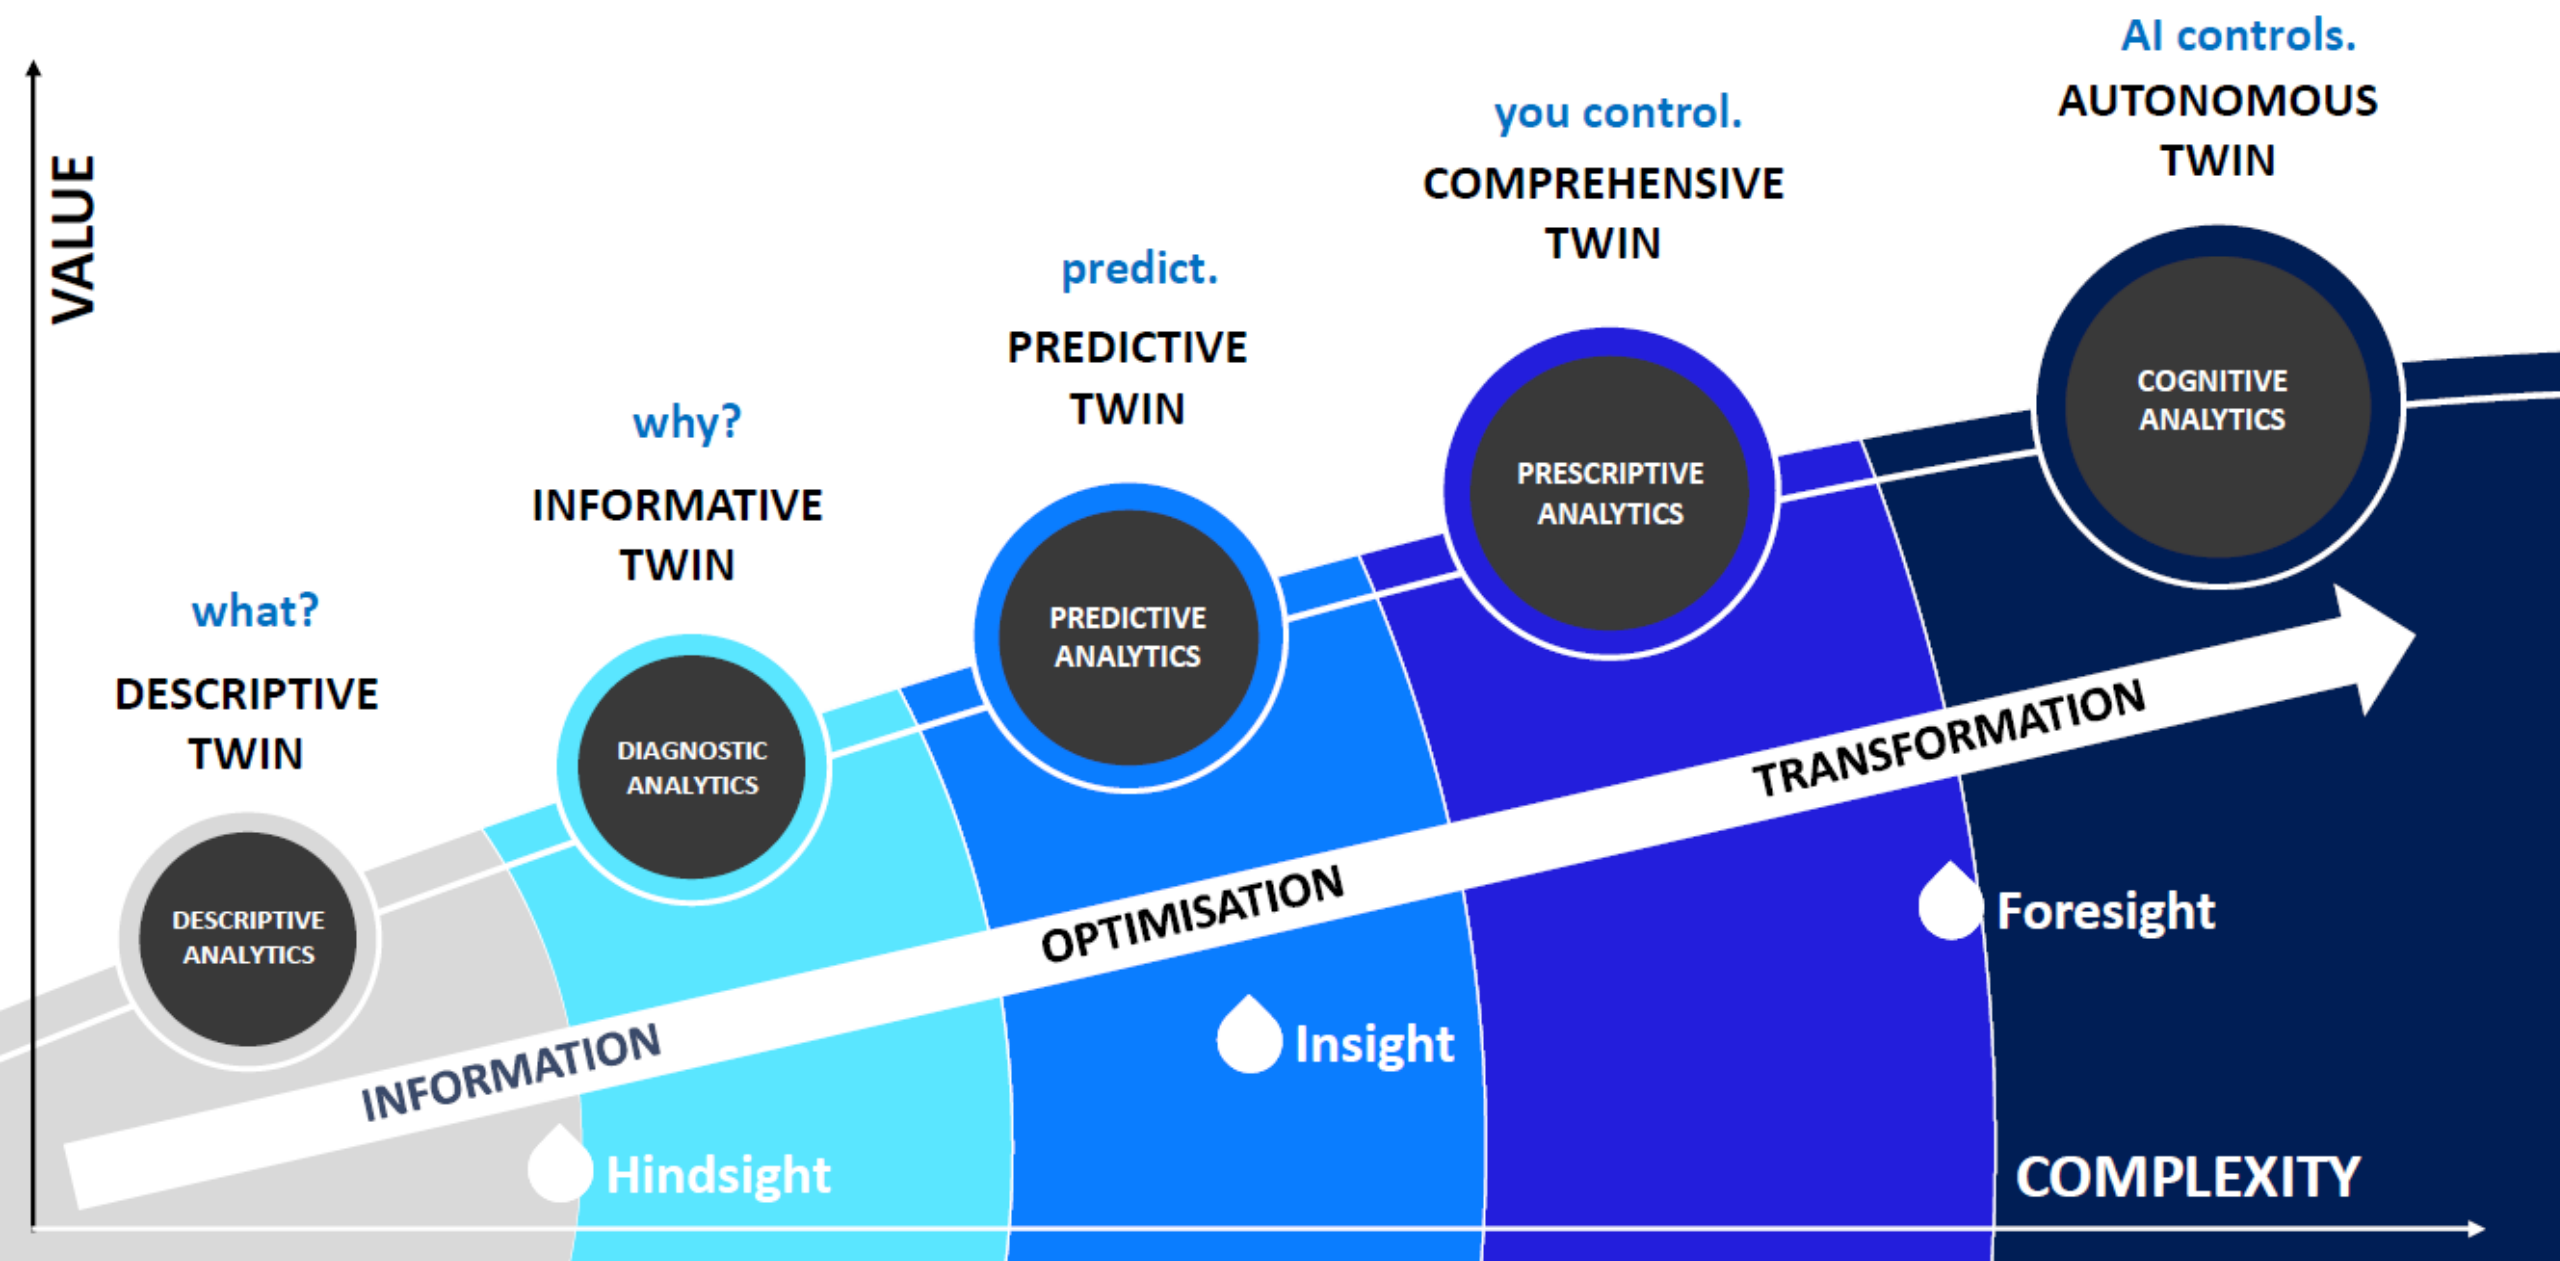 VALUE
what?
DESCRIPTIVE
TWIN
DESCRIPTIVE
ANALYTICS
why?
INFORMATIVE
TWIN
DIAGNOSTIC
ANALYTICS
predict.
PREDICTIVE
TWIN
PREDICTIVE
ANALYTICS
you control.
COMPREHENSIVE
TWIN
PRESCRIPTIVE
ANALYTICS
AI controls.
AUTONOMOUS
TWIN
COGNITIVE
ANALYTICS
INFORMATION
OPTIMISATION
TRANSFORMATION
Hindsight
Insight
Foresight
COMPLEXITY